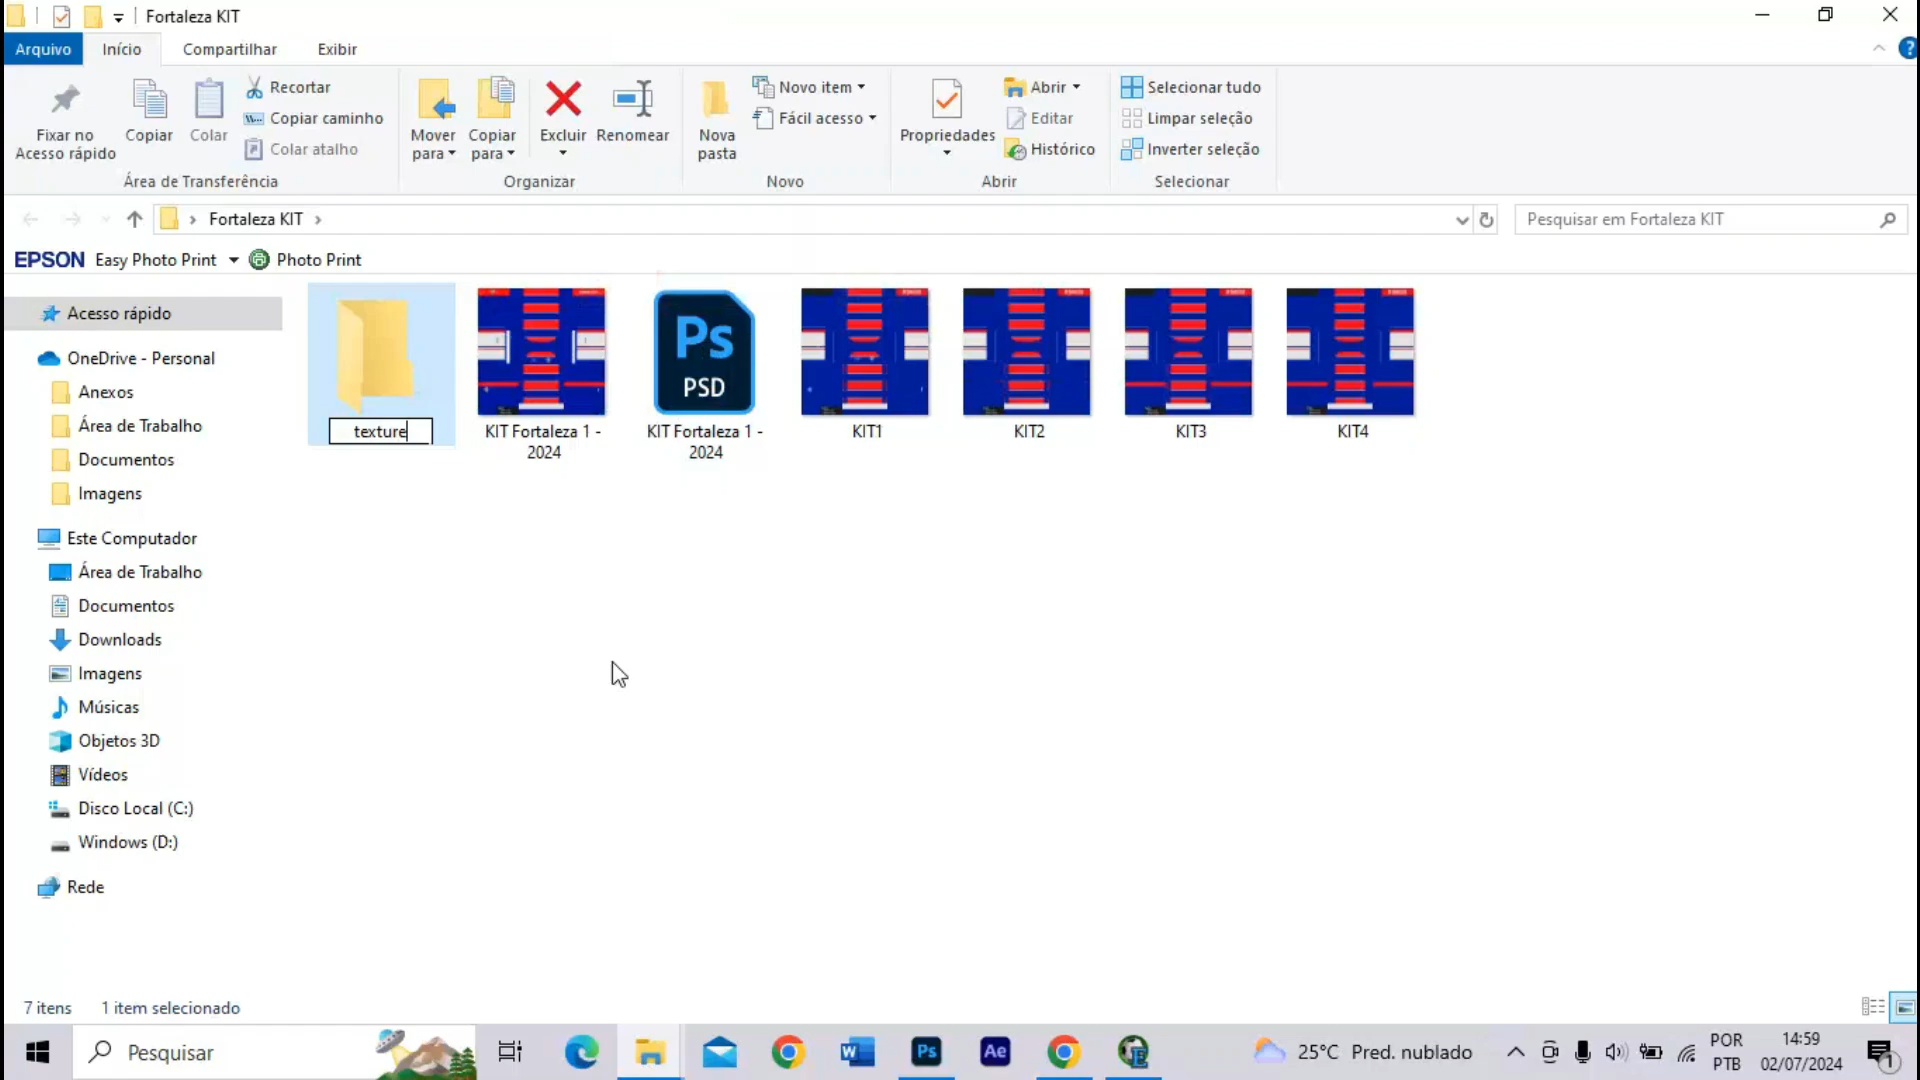 Fortaleza KIT
Arquivo Início Compartilhar Exibir
Fixar no Acesso rápido
Copiar
Colar
Recortar
Copiar caminho
Colar atalho
Área de Transferência
Mover para
Copiar para
Excluir
Renomear
Organizar
Nova pasta
Novo item
Fácil acesso
Novo
Propriedades
Abrir
Editar
Histórico
Abrir
Selecionar tudo
Limpar seleção
Inverter seleção
Selecionar
Fortaleza KIT
Pesquisar em Fortaleza KIT
EPSON Easy Photo Print Photo Print
Acesso rápido
OneDrive - Personal
Anexos
Área de Trabalho
Documentos
Imagens
Este Computador
Área de Trabalho
Documentos
Downloads
Imagens
Músicas
Objetos 3D
Vídeos
Disco Local (C:)
Windows (D:)
Rede
texture
KIT Fortaleza 1 -
2024
Ps
PSD
KIT Fortaleza 1 -
2024
KIT1
KIT2
KIT3
KIT4
7 itens 1 item selecionado
Pesquisar
W
Ps
Ae
25°C Pred. nublado
POR
PTB
14:59
02/07/2024
1